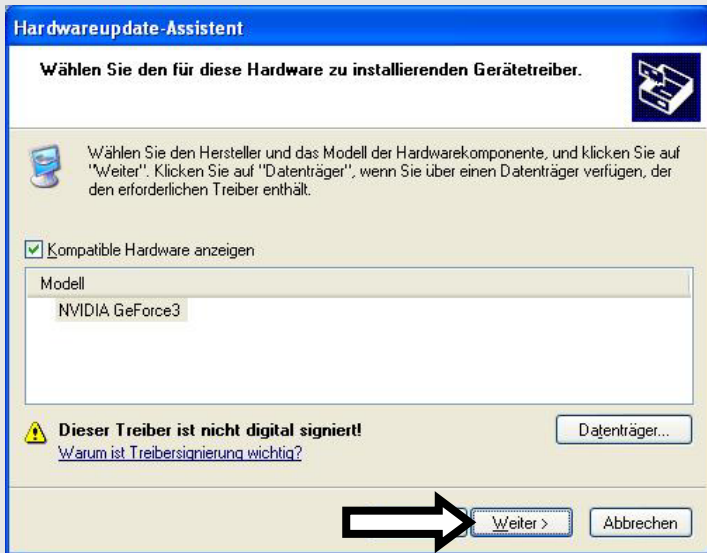 Hardwareupdate-Assistent
Wählen Sie den für diese Hardware zu installierenden Gerätetreiber.
Wählen Sie den Hersteller und das Modell der Hardwarekomponente, und klicken Sie auf
"Weiter". Klicken Sie auf "Datenträger", wenn Sie über einen Datenträger verfügen, der
den erforderlichen Treiber enthält.
Kompatible Hardware anzeigen
Modell
NVIDIA GeForce3
Dieser Treiber ist nicht digital signiert!
Datenträger...
Warum ist Treibersignierung wichtig?
Weiter >
Abbrechen